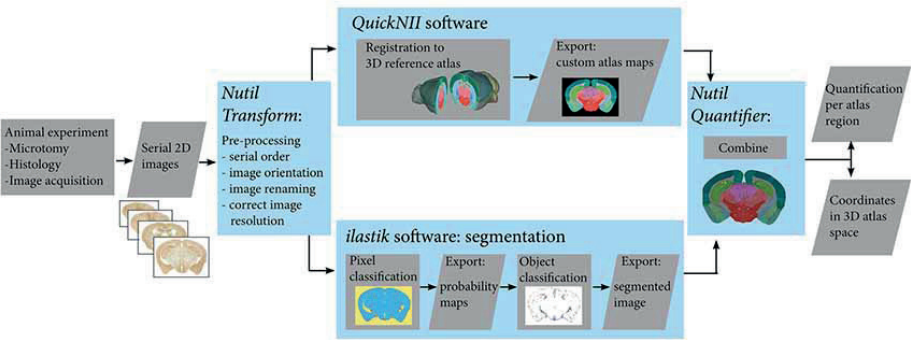 Animal experiment
-Microtomy
-Histology
-Image acquisition
Serial 2D
images
Nutil
Transform:
Pre-processing
- serial order
- image orientation
- image renaming
- correct image
resolution
QuickNII software
Registration to
3D reference atlas
Export:
custom atlas maps
ilastik software: segmentation
Pixel
classification
Export:
probability
maps
Object
classification
Export:
segmented
image
Nutil
Quantifier:
Combine
Quantification
per atlas
region
Coordinates
in 3D atlas
space